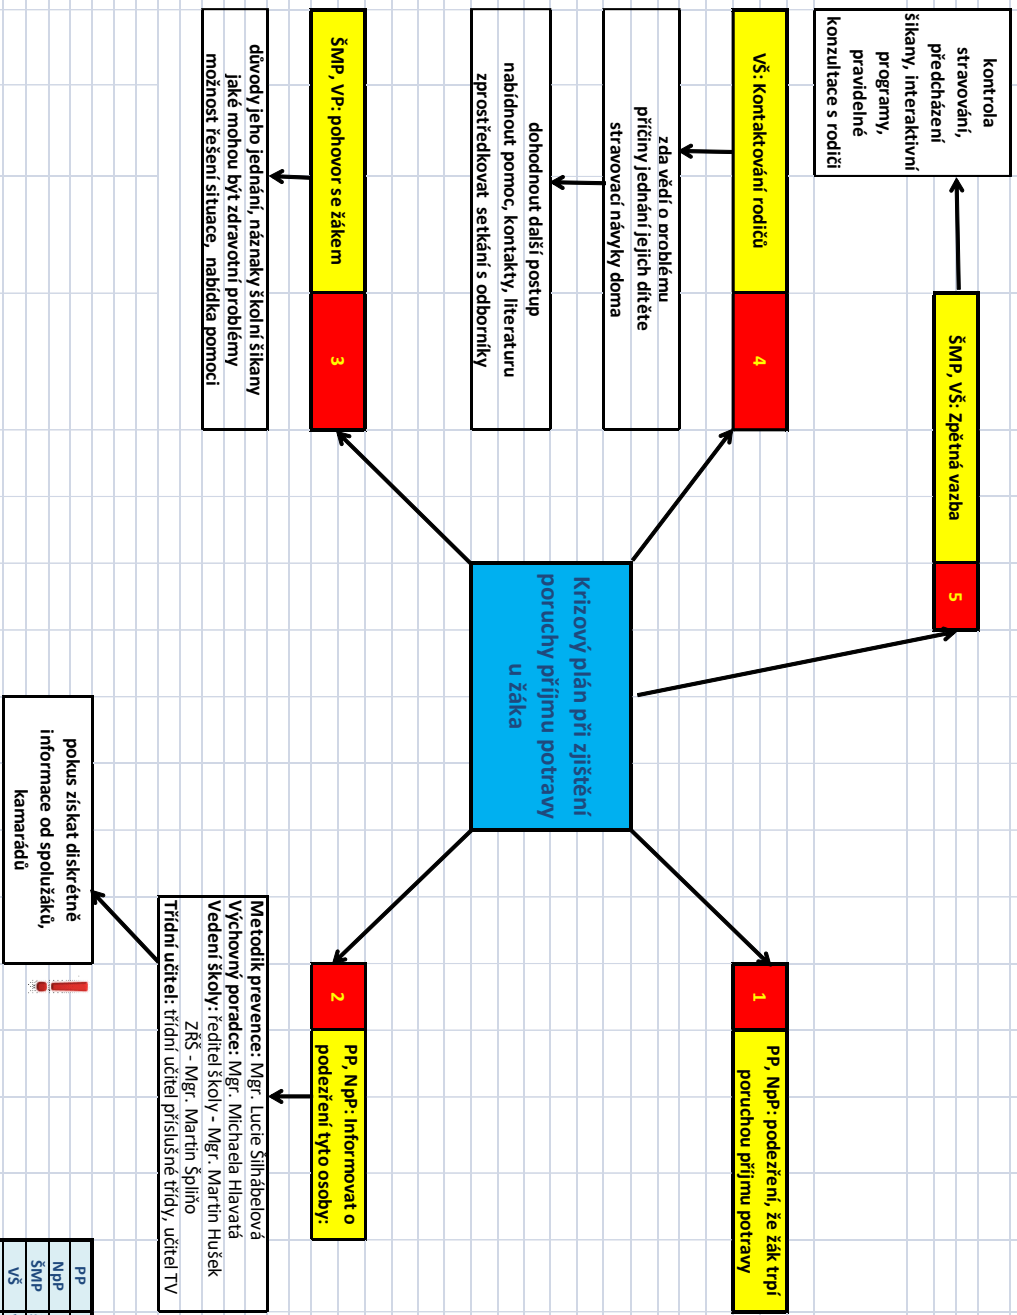 kontrola
stravování,
předcházení
šikany, interaktivní
programy,
pravidelné
konzultace s rodiči
ŠMP, VŠ: Zpětná vazba
5
VŠ: Kontaktování rodičů
4
zda vědí o problému
příčiny jednání jejich dítěte
stravovací návyky doma
dohodnout další postup
nabídnout pomoc, kontakty, literaturu
zprostředkovat setkání s odborníky
ŠMP, VP: pohovor se žákem
3
důvody jeho jednání, náznaky školní šikany
jaké mohou být zdravotní problémy
možnost řešení situace, nabídka pomoci
Krizový plán při zjištění
poruchy příjmu potravy
u žáka
1
PP, NpP: podezření, že žák trpí
poruchou příjmu potravy
2
PP, NpP: Informovat o
podezření tyto osoby:
Metodik prevence: Mgr. Lucie Šilhábelová
Výchovný poradce: Mgr. Michaela Hlavatá
Vedení školy: ředitel školy - Mgr. Martin Hušek
ZŘŠ - Mgr. Martin Špliňo
Třídní učitel: třídní učitel příslušné třídy, učitel TV
pokus získat diskrétně
informace od spolužáků,
kamarádů
PP
NpP
ŠMP
VŠ